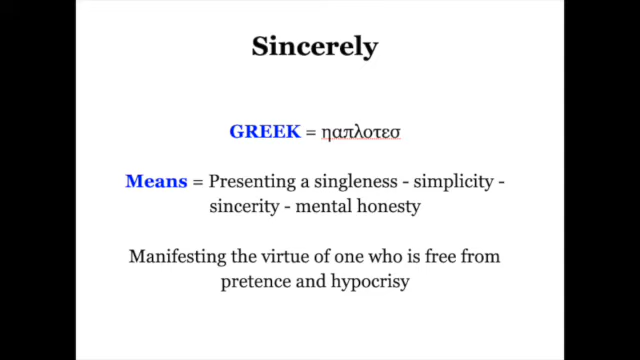 Sincerely
GREEK = ηαπλοτεσ
Means = Presenting a singleness - simplicity -
sincerity - mental honesty
Manifesting the virtue of one who is free from
pretence and hypocrisy